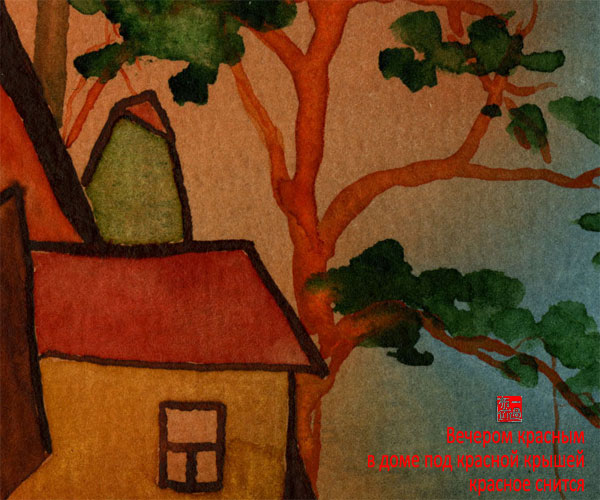 Вечером красным
в доме под красной крышей
красное снится